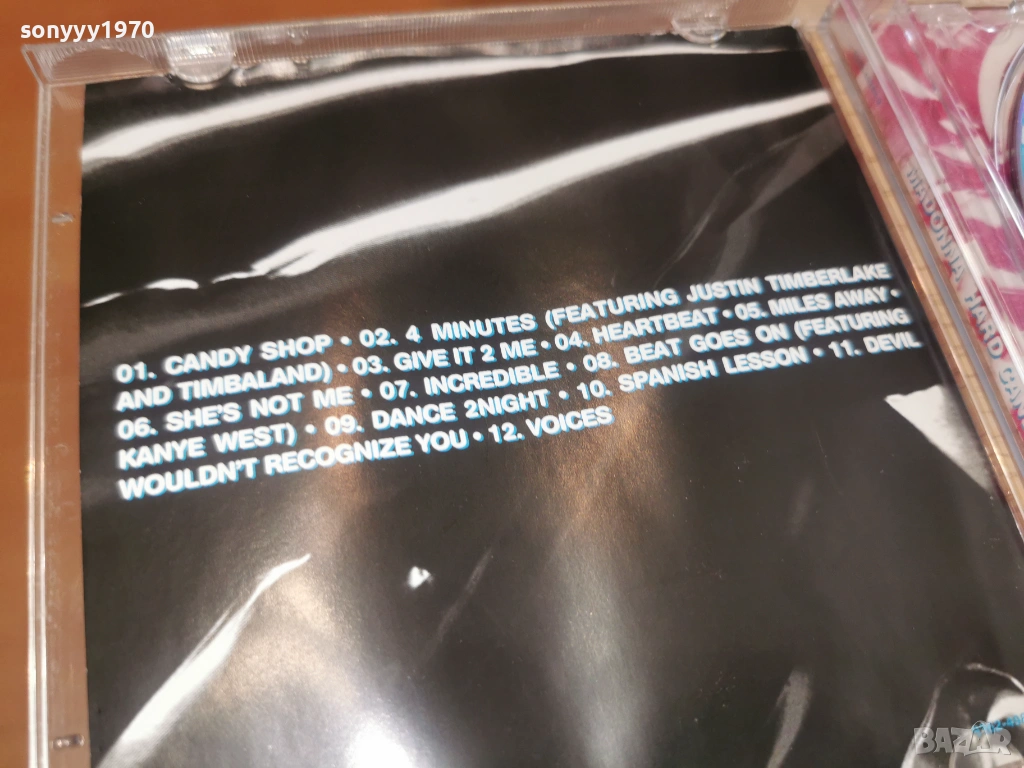 sonyyy1970
01. CANDY SHOP • 02. 4 MINUTES (FEATURING JUSTIN TIMBERLAKE
AND TIMBALAND) • 03. GIVE IT 2 ME • 04. HEARTBEAT • 05. MILES AWAY •
06. SHE'S NOT ME • 07. INCREDIBLE • 08. BEAT GOES ON (FEATURING
KANYE WEST) • 09. DANCE 2NIGHT • 10. SPANISH LESSON • 11. DEVIL
WOULDN'T RECOGNIZE YOU • 12. VOICES
MADONNA HARD
BAZAR